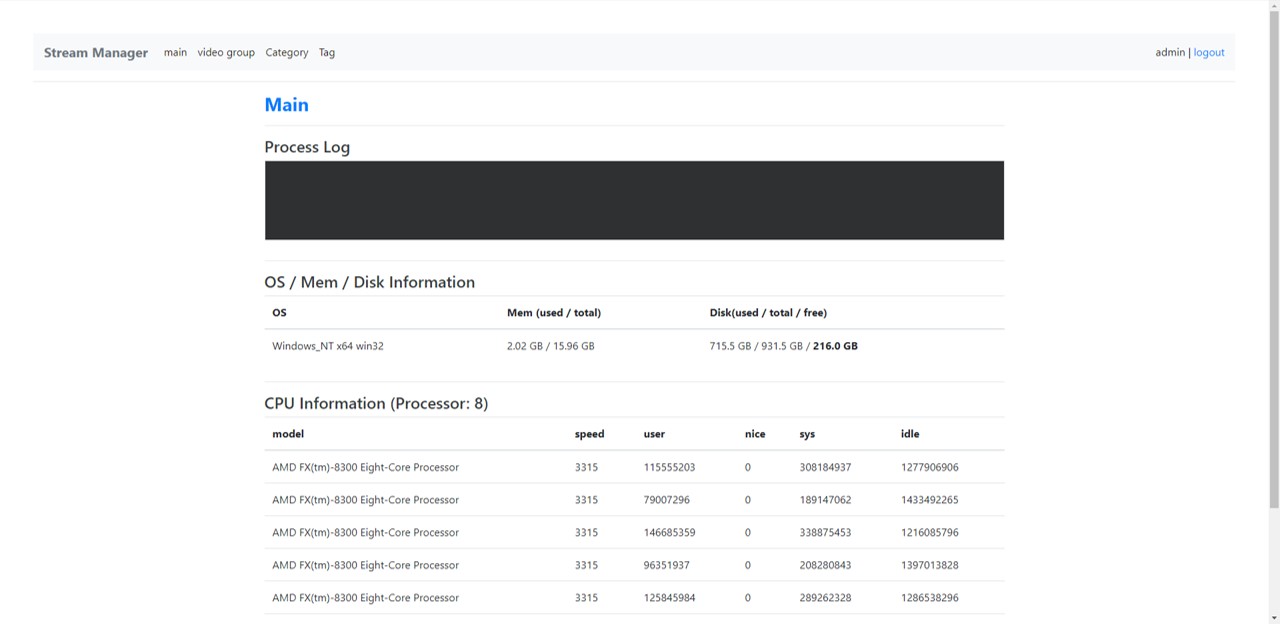 Stream Manager main video group Category Tag admin | logout
Main
Process Log
OS / Mem / Disk Information
OS Mem (used / total) Disk(used / total / free)
Windows_NT x64 win32 2.02 GB / 15.96 GB 715.5 GB / 931.5 GB / 216.0 GB
CPU Information (Processor: 8)
model speed user nice sys idle
AMD FX(tm)-8300 Eight-Core Processor 3315 115555203 0 308184937 1277906906
AMD FX(tm)-8300 Eight-Core Processor 3315 79007296 0 189147062 1433492265
AMD FX(tm)-8300 Eight-Core Processor 3315 146685359 0 338875453 1216085796
AMD FX(tm)-8300 Eight-Core Processor 3315 96351937 0 208280843 1397013828
AMD FX(tm)-8300 Eight-Core Processor 3315 125845984 0 289262328 1286538296